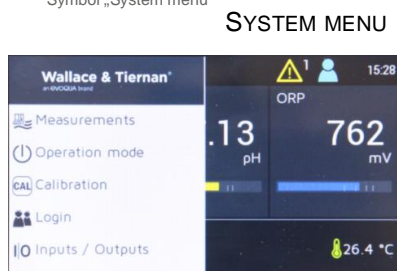 Symbol „System menu
SYSTEM MENU
Wallace & Tiernan®
an EVOQUA brand
1
15:28
Measurements
ORP
Operation mode
.13
pH
762
mV
CAL Calibration
Login
I|O Inputs / Outputs
26.4 °C